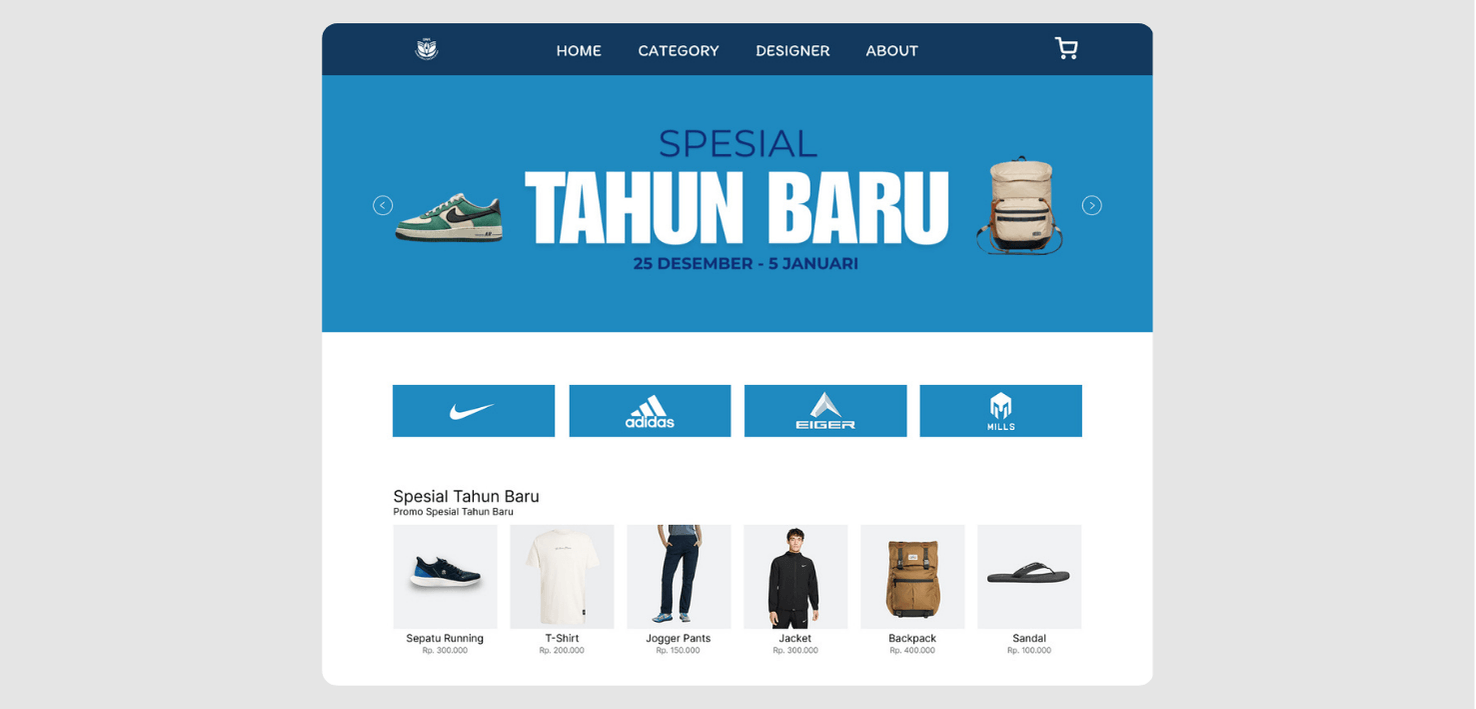 HOME CATEGORY DESIGNER ABOUT
SPESIAL
TAHUN BARU
25 DESEMBER - 5 JANUARI
adidas
EIGER
MILLS
Spesial Tahun Baru
Promo Spesial Tahun Baru
Sepatu Running T-Shirt Jogger Pants Jacket Backpack Sandal
Rp. 300.000 Rp. 200.000 Rp. 150.000 Rp. 300.000 Rp. 400.000 Rp. 100.000